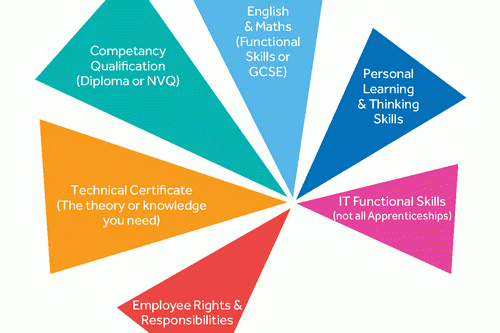 English
& Maths
(Functional
Skills or
GCSE)
Competancy
Qualification
(Diploma or NVQ)
Personal
Learning
& Thinking
Skills
Technical Certificate
(The theory or knowledge
you need)
IT Functional Skills
(not all Apprenticeships)
Employee Rights &
Responsibilities